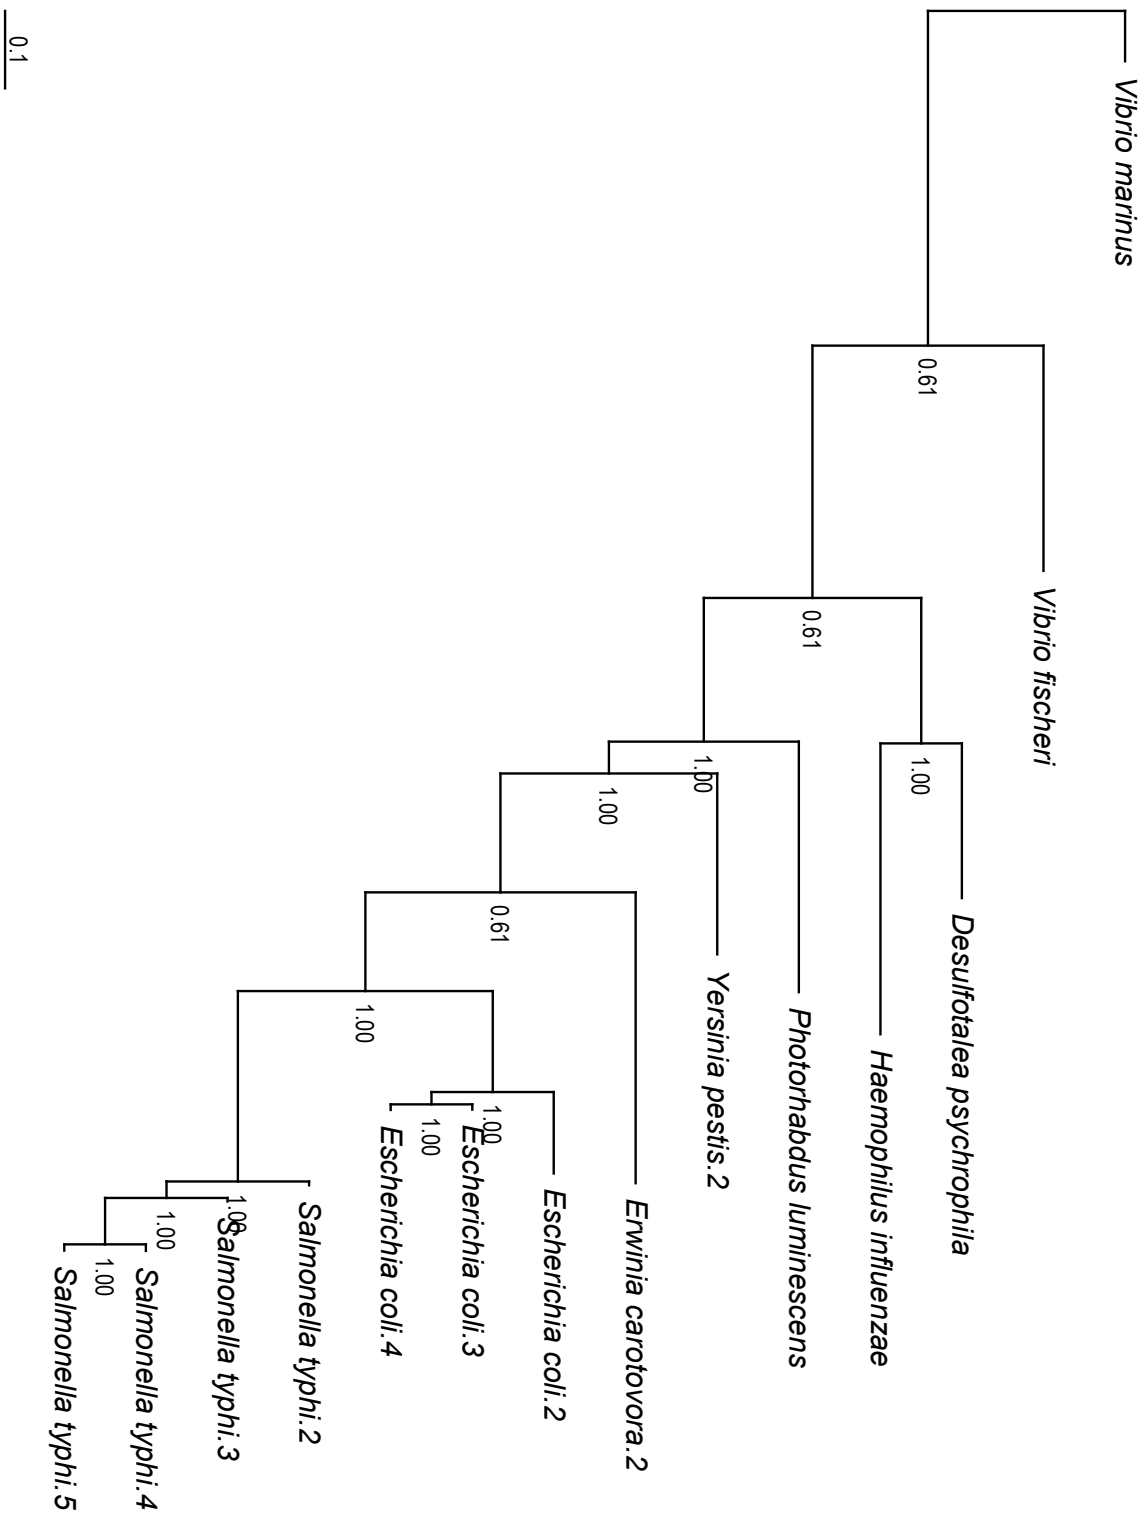 Vibrio marinus
0.61
Vibrio fischeri
0.61
Desulfotalea psychrophila
1.00
Haemophilus influenzae
1.00
Photorhabdus luminescens
1.00
Yersinia pestis.2
0.61
Erwinia carotovora.2
1.00
Escherichia coli.2
1.00
Escherichia coli.3
1.00
Escherichia coli.4
Salmonella typhi.2
1.00
Salmonella typhi.3
1.00
Salmonella typhi.4
1.00
Salmonella typhi.5
0.1